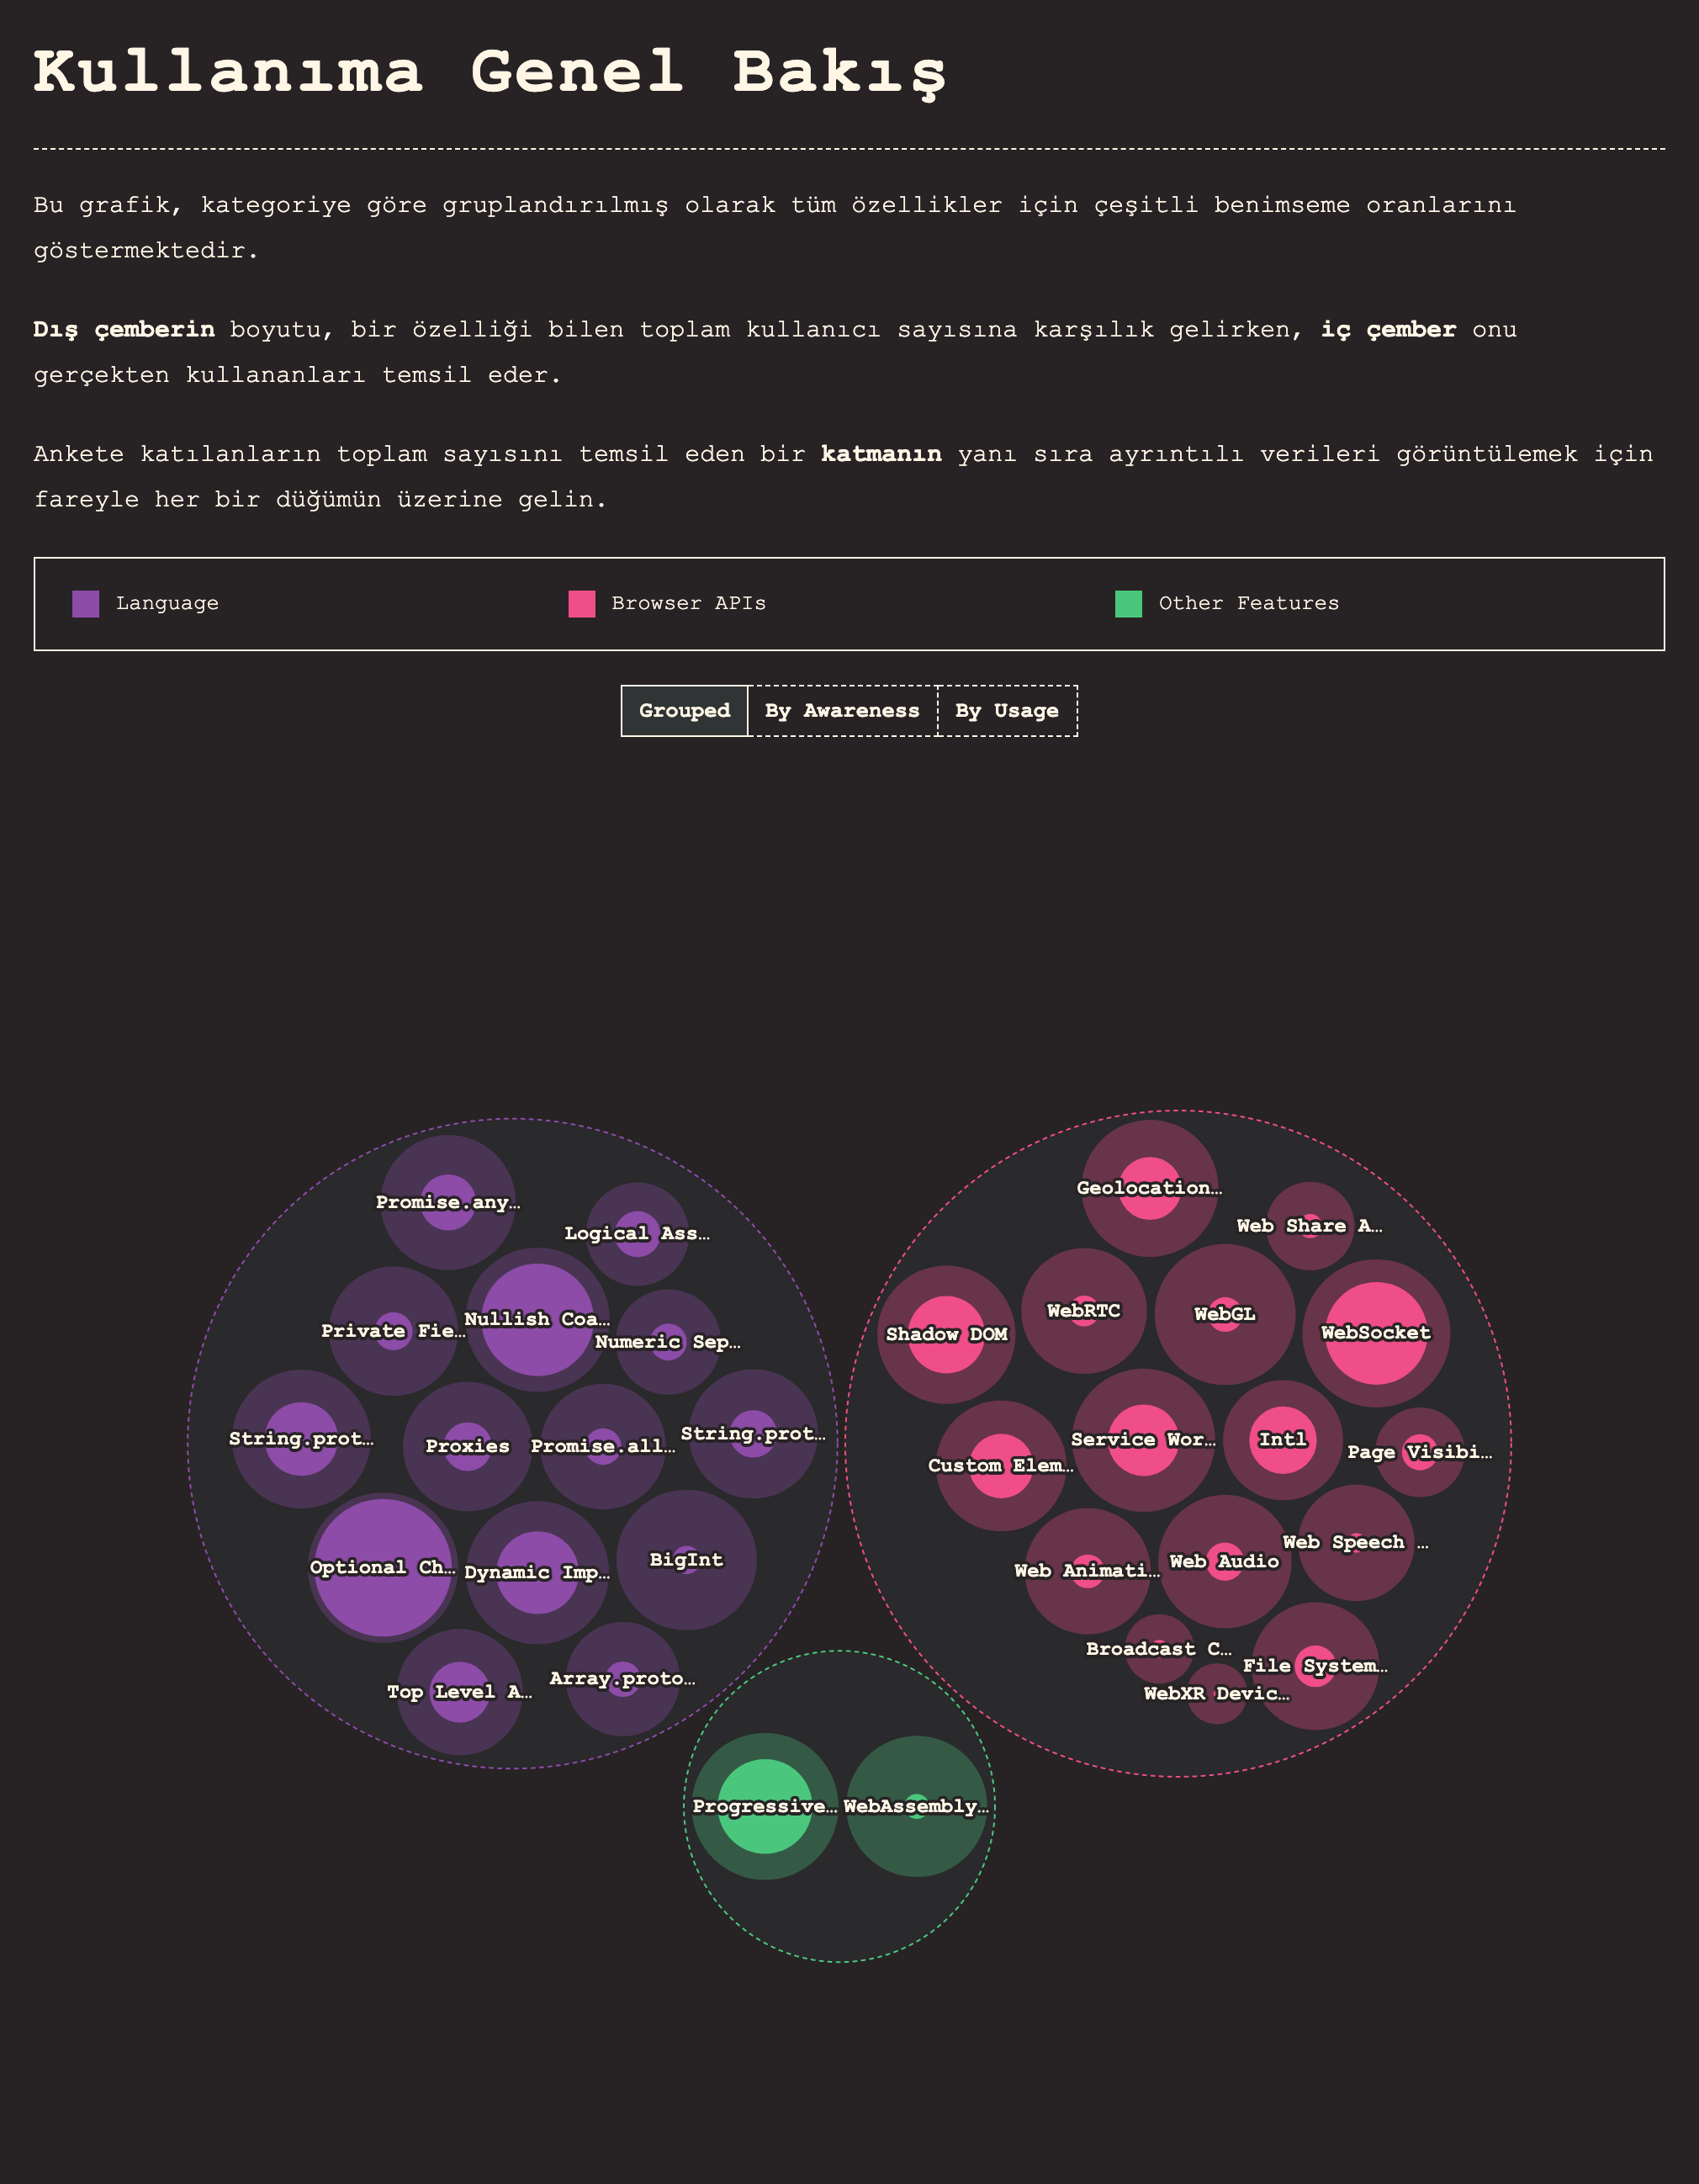 Kullanıma Genel Bakış
Bu grafik, kategoriye göre gruplandırılmış olarak tüm özellikler için çeşitli benimseme oranlarını
göstermektedir.
Dış çemberin boyutu, bir özelliği bilen toplam kullanıcı sayısına karşılık gelirken, iç çember onu
gerçekten kullananları temsil eder.
Ankete katılanların toplam sayısını temsil eden bir katmanın yanı sıra ayrıntılı verileri görüntülemek için
fareyle her bir düğümün üzerine gelin.
Language
Browser APIs
Other Features
Grouped
By Awareness
By Usage
Promise.any…
Logical Ass…
Private Fie…
Nullish Coa…
Numeric Sep…
String.prot…
Proxies
Promise.all…
String.prot…
Optional Ch…
Dynamic Imp…
BigInt
Top Level A…
Array.proto…
Geolocation…
Web Share A…
Shadow DOM
WebRTC
WebGL
WebSocket
Custom Elem…
Service Wor…
Intl
Page Visibi…
Web Animati…
Web Audio
Web Speech …
Broadcast C…
File System…
WebXR Devic…
Progressive…
WebAssembly…